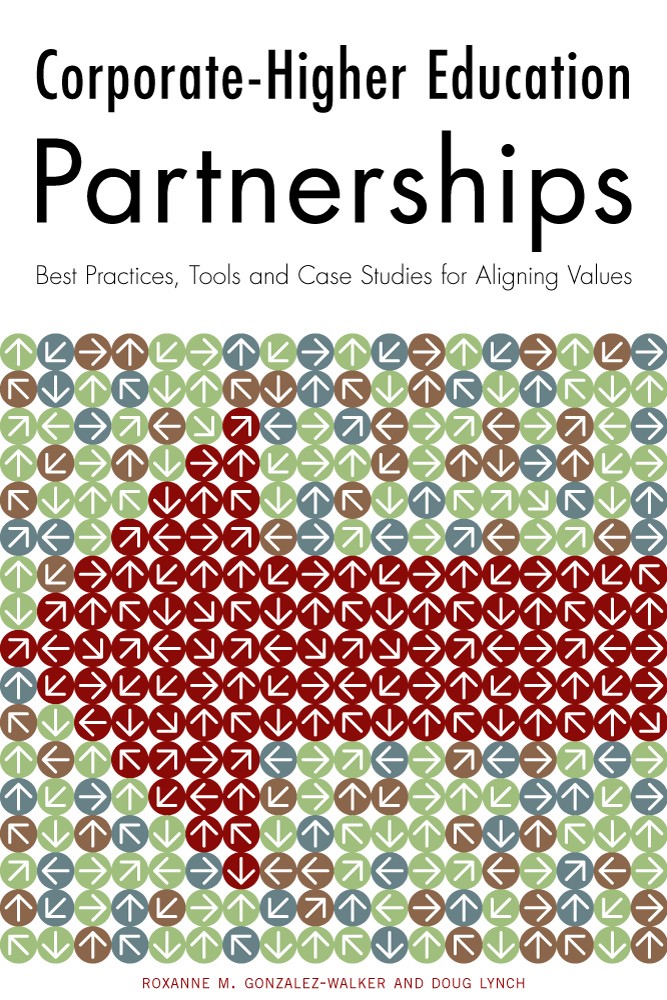 Corporate-Higher Education
Partnerships
Best Practices, Tools and Case Studies for Aligning Values
ROXANNE M. GONZALEZ-WALKER AND DOUG LYNCH